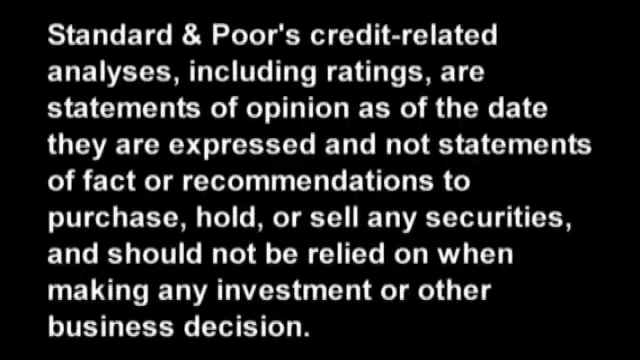 Standard & Poor's credit-related
analyses, including ratings, are
statements of opinion as of the date
they are expressed and not statements
of fact or recommendations to
purchase, hold, or sell any securities,
and should not be relied on when
making any investment or other
business decision.